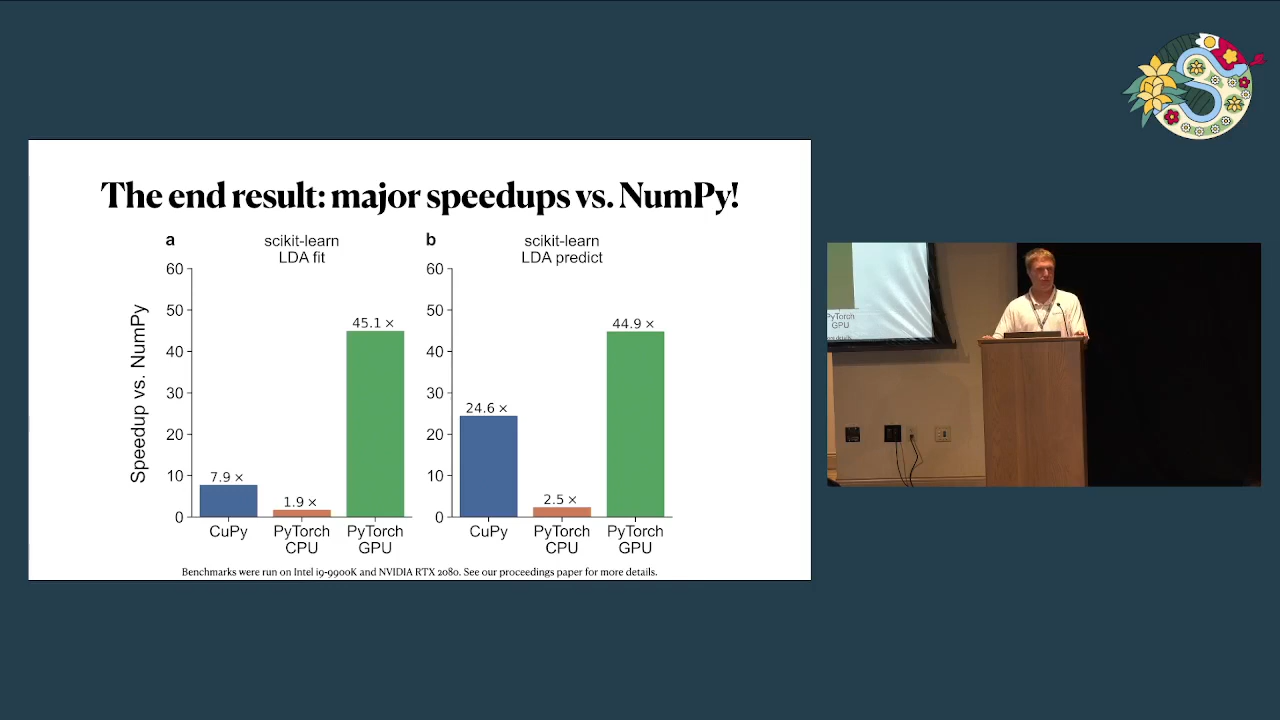 The end result: major speedups vs. NumPy!
a
scikit-learn
LDA fit
Speedup vs. NumPy
60
50
40
30
20
10
0
7.9 ×
1.9 ×
45.1 ×
CuPy
PyTorch
CPU
PyTorch
GPU
b
scikit-learn
LDA predict
60
50
40
30
20
10
0
24.6 ×
2.5 ×
44.9 ×
CuPy
PyTorch
CPU
PyTorch
GPU
Benchmarks were run on Intel i9-9900K and NVIDIA RTX 2080. See our proceedings paper for more details.
PyTorch
GPU